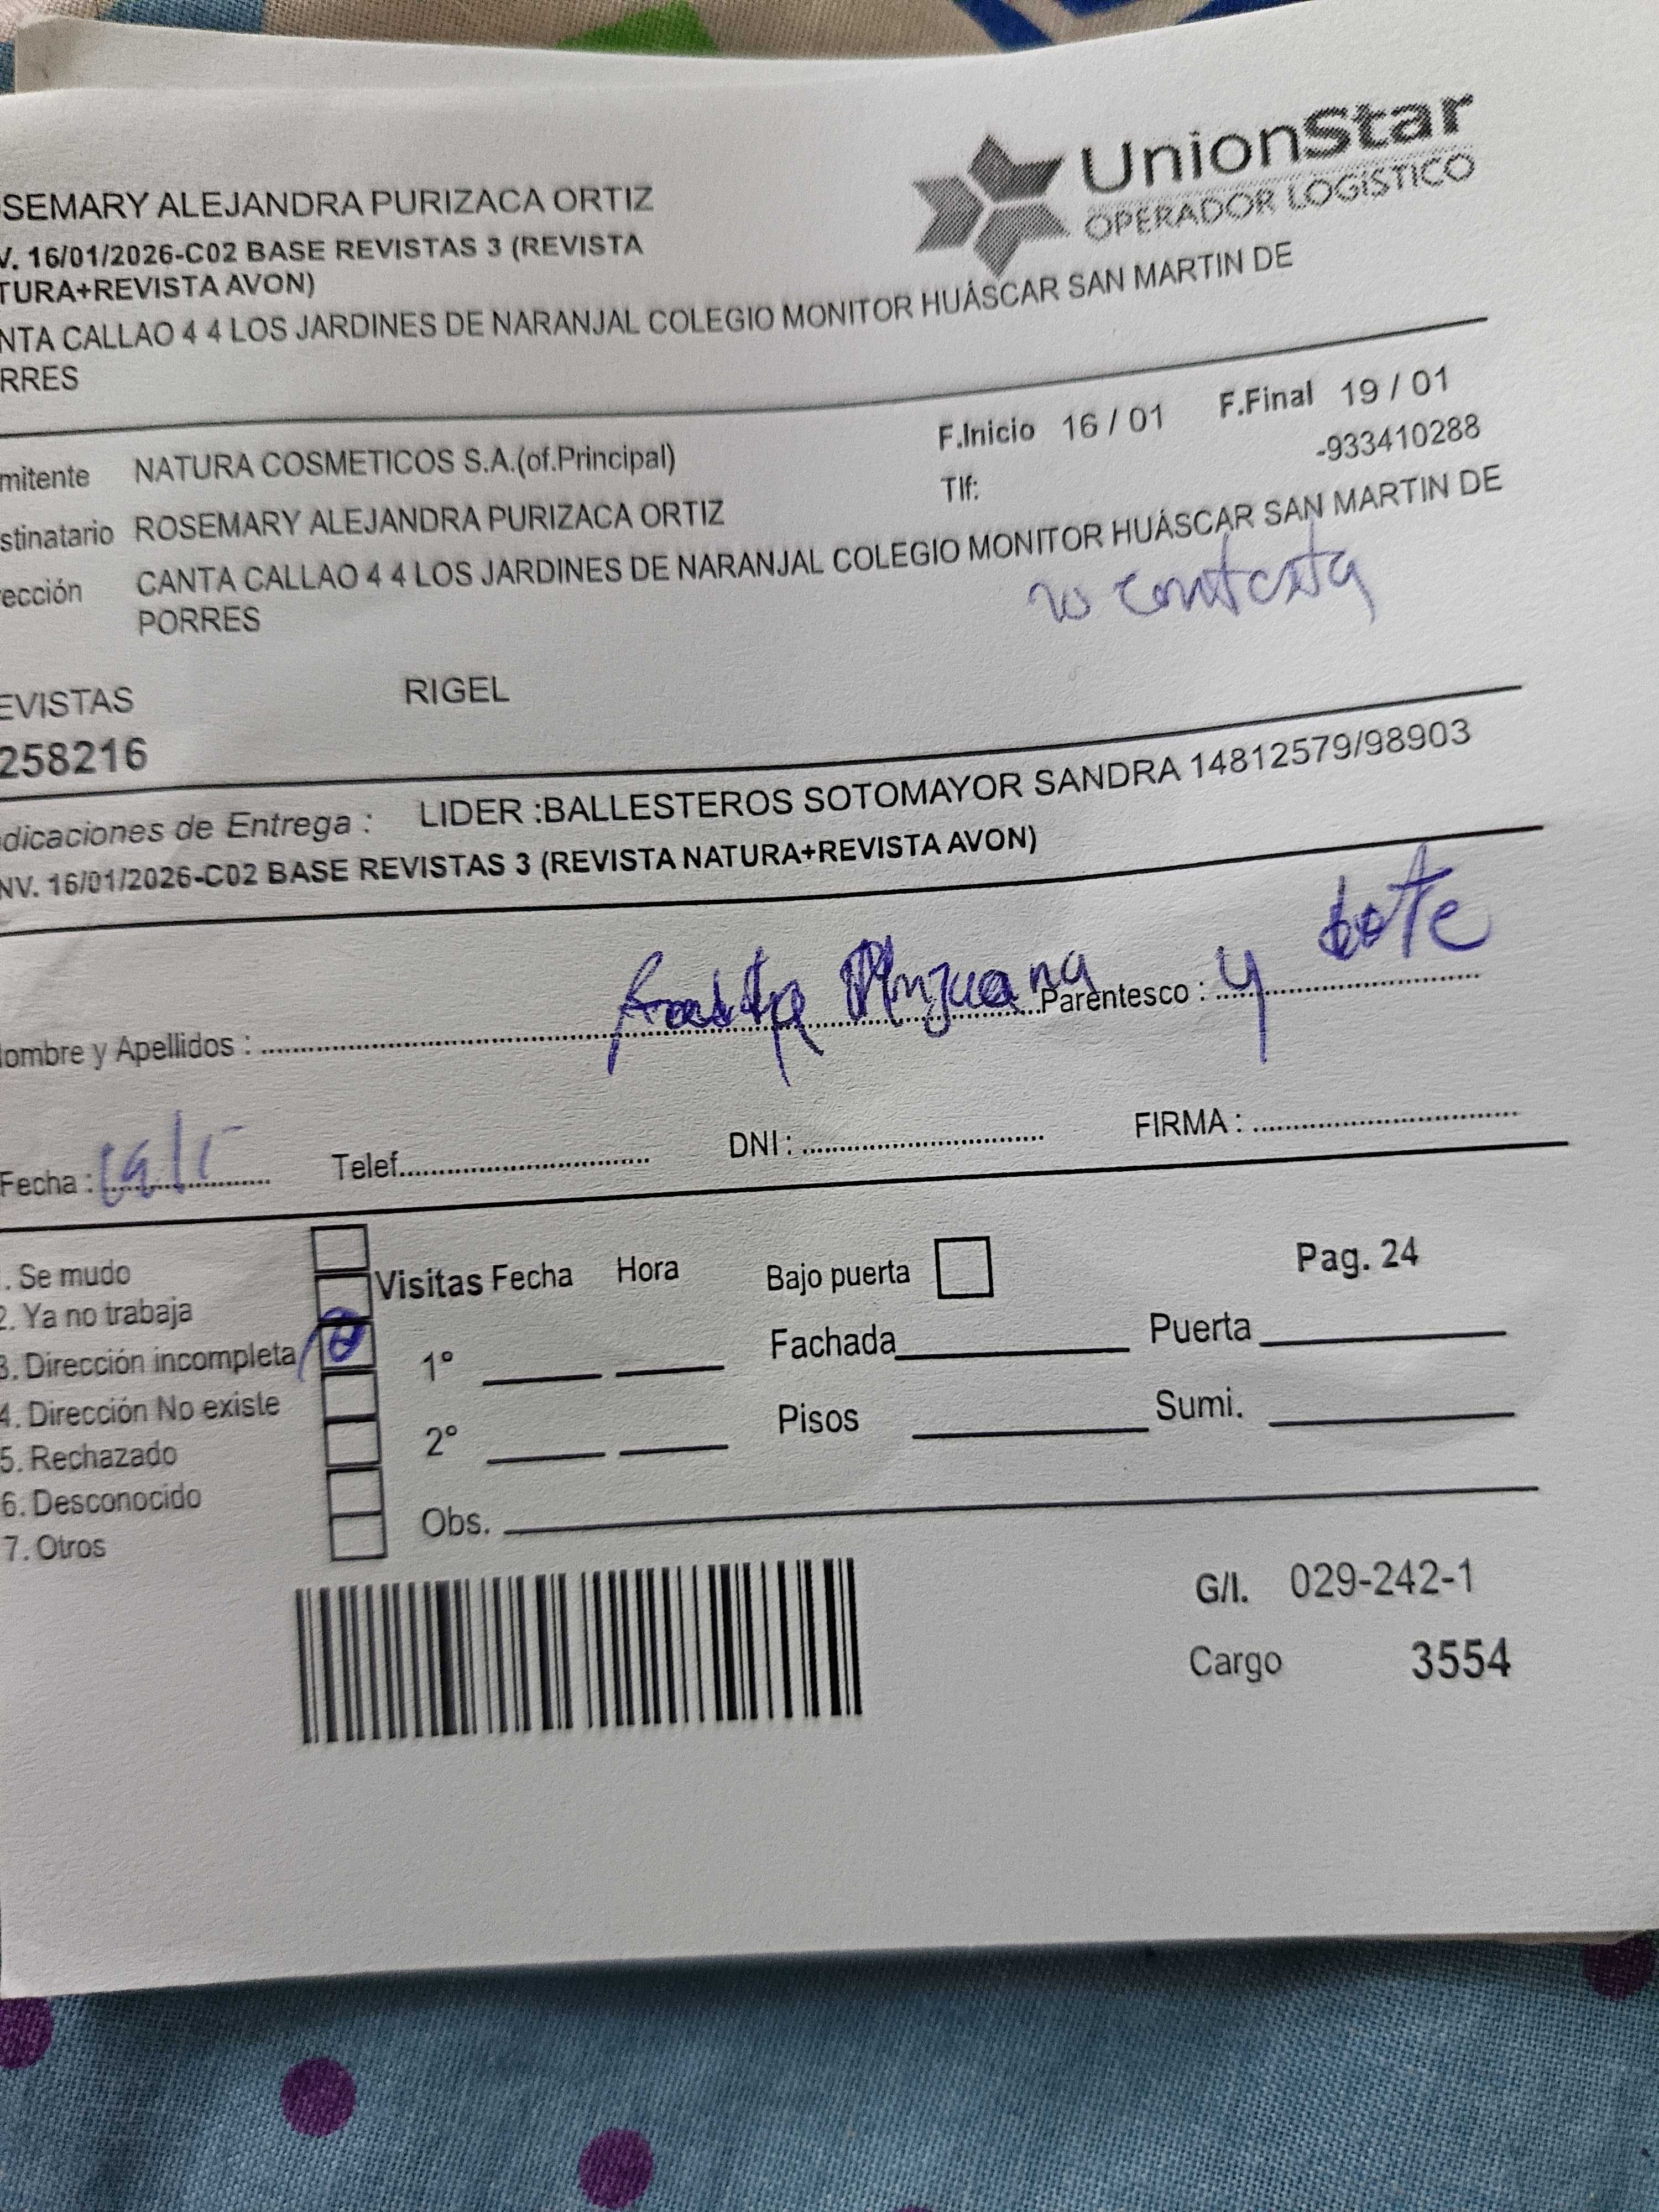 UnionStar
OPERADOR LOGÍSTICO
OSEMARY ALEJANDRA PURIZACA ORTIZ
V. 16/01/2026-C02 BASE REVISTAS 3 (REVISTA
TURA+REVISTA AVON)
NTA CALLAO 4 4 LOS JARDINES DE NARANJAL COLEGIO MONITOR HUÁSCAR SAN MARTIN DE
RRES
mitente NATURA COSMETICOS S.A.(of.Principal) F.Inicio 16 / 01 F.Final 19 / 01
stinatario ROSEMARY ALEJANDRA PURIZACA ORTIZ Tlf: -933410288
ección CANTA CALLAO 4 4 LOS JARDINES DE NARANJAL COLEGIO MONITOR HUÁSCAR SAN MARTIN DE
PORRES
no contesta
EVISTAS RIGEL
258216
dicaciones de Entrega : LIDER :BALLESTEROS SOTOMAYOR SANDRA 14812579/98903
NV. 16/01/2026-C02 BASE REVISTAS 3 (REVISTA NATURA+REVISTA AVON)
ombre y Apellidos : falta Manzana Parentesco : y lote
Fecha : Telef. DNI : FIRMA :
. Se mudo
2. Ya no trabaja
3. Dirección incompleta
4. Dirección No existe
5. Rechazado
6. Desconocido
7. Otros
Visitas Fecha Hora
1°
2°
Obs.
Bajo puerta Pag. 24
Fachada Puerta
Pisos Sumi.
G/I. 029-242-1
Cargo 3554